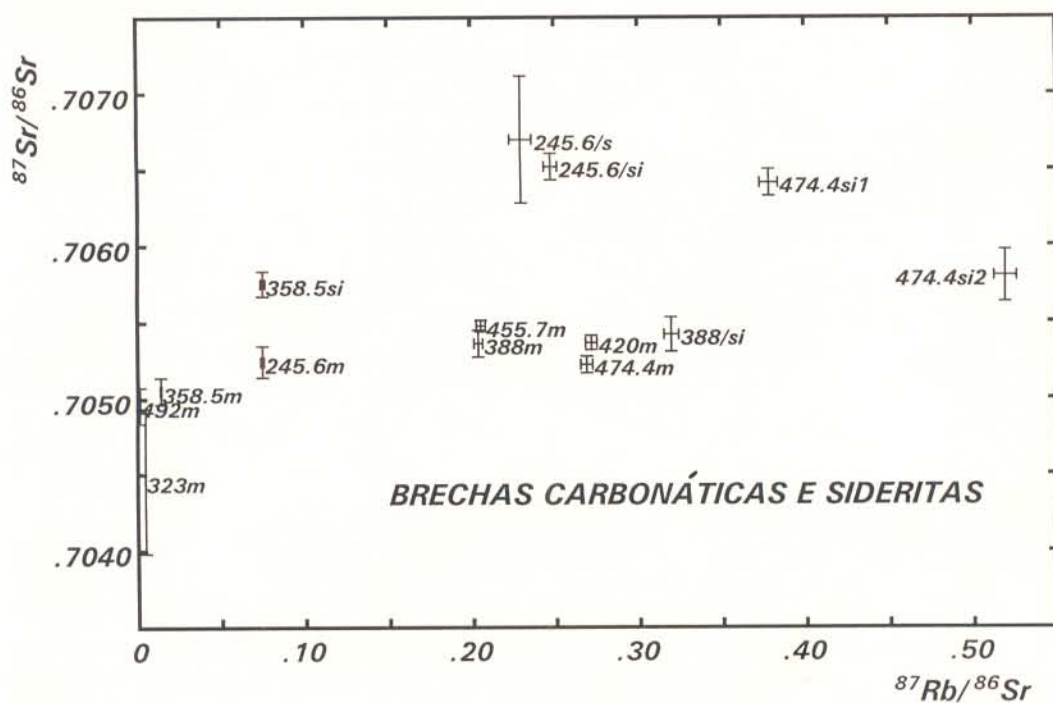 87Sr/86Sr
.7070
.7060
.7050
.7040
245.6/s
245.6/si
474.4si1
474.4si2
358.5si
455.7m
388m
420m
388/si
474.4m
245.6m
358.5m
492m
323m
BRECHAS CARBONÁTICAS E SIDERITAS
0 .10 .20 .30 .40 .50
87Rb/86Sr